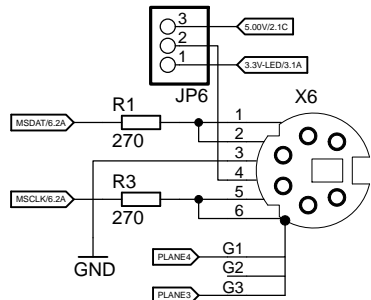 3
5.00V/2.1C
2
1
3.3V-LED/3.1A
JP6
X6
R1
MSDAT/6.2A
270
1
2
3
4
R3
MSCLK/6.2A
270
5
6
GND
PLANE4
G1
G2
PLANE3
G3